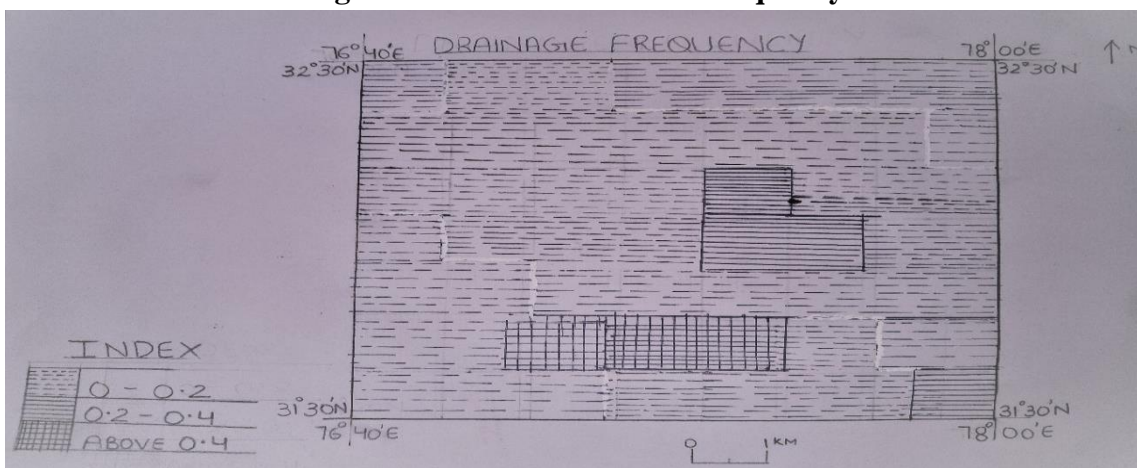 76°40'E DRAINAGIE FREQUENCY 78°00'E
32°30'N 32°30'N
INDEX
0 - 0.2
0.2 - 0.4
ABOVE 0.4
31°30'N 31°30'N
76°40'E 78°00'E
0 1 KM